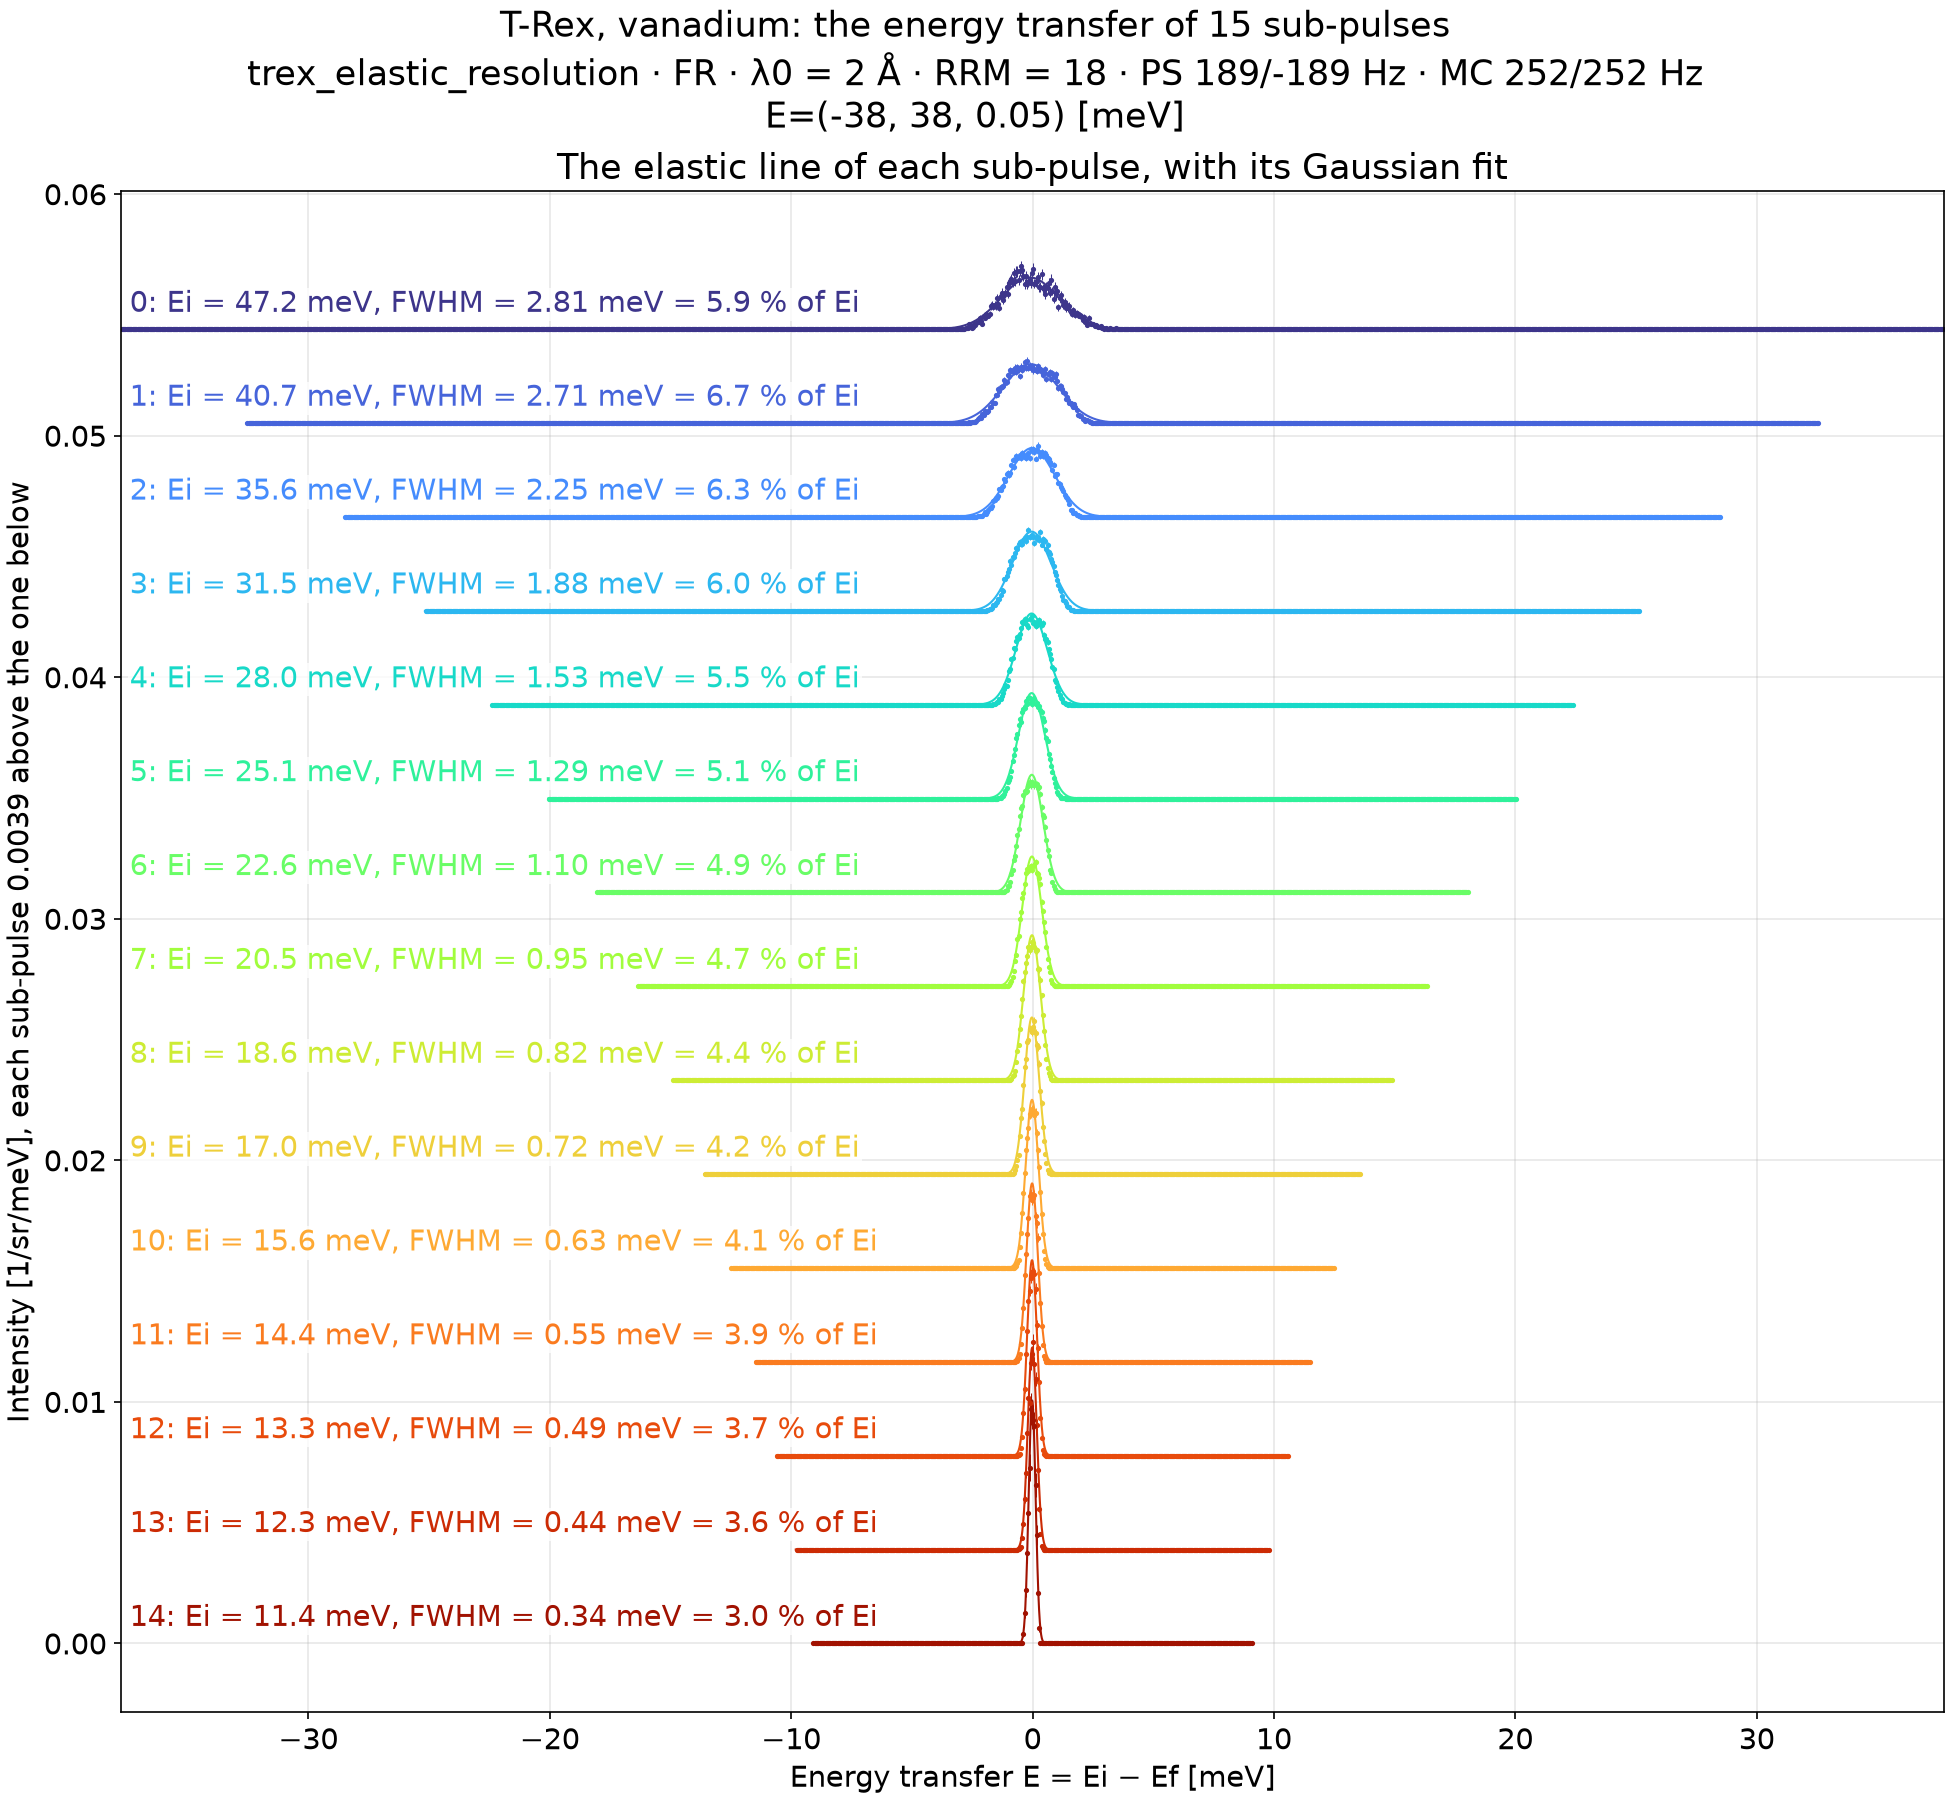 T-Rex, vanadium: the energy transfer of 15 sub-pulses
trex_elastic_resolution · FR · λ0 = 2 Å · RRM = 18 · PS 189/-189 Hz · MC 252/252 Hz
E=(-38, 38, 0.05) [meV]
The elastic line of each sub-pulse, with its Gaussian fit
0.06
0: Ei = 47.2 meV, FWHM = 2.81 meV = 5.9 % of Ei
1: Ei = 40.7 meV, FWHM = 2.71 meV = 6.7 % of Ei
0.05
2: Ei = 35.6 meV, FWHM = 2.25 meV = 6.3 % of Ei
3: Ei = 31.5 meV, FWHM = 1.88 meV = 6.0 % of Ei
0.04
4: Ei = 28.0 meV, FWHM = 1.53 meV = 5.5 % of Ei
5: Ei = 25.1 meV, FWHM = 1.29 meV = 5.1 % of Ei
6: Ei = 22.6 meV, FWHM = 1.10 meV = 4.9 % of Ei
0.03
7: Ei = 20.5 meV, FWHM = 0.95 meV = 4.7 % of Ei
8: Ei = 18.6 meV, FWHM = 0.82 meV = 4.4 % of Ei
9: Ei = 17.0 meV, FWHM = 0.72 meV = 4.2 % of Ei
0.02
10: Ei = 15.6 meV, FWHM = 0.63 meV = 4.1 % of Ei
11: Ei = 14.4 meV, FWHM = 0.55 meV = 3.9 % of Ei
0.01
12: Ei = 13.3 meV, FWHM = 0.49 meV = 3.7 % of Ei
13: Ei = 12.3 meV, FWHM = 0.44 meV = 3.6 % of Ei
14: Ei = 11.4 meV, FWHM = 0.34 meV = 3.0 % of Ei
0.00
Intensity [1/sr/meV], each sub-pulse 0.0039 above the one below
−30 −20 −10 0 10 20 30
Energy transfer E = Ei − Ef [meV]